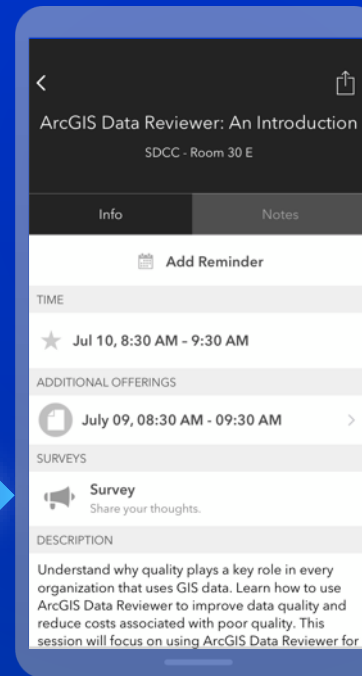 ArcGIS Data Reviewer: An Introduction
SDCC - Room 30 E
Info
Notes
Add Reminder
TIME
Jul 10, 8:30 AM – 9:30 AM
ADDITIONAL OFFERINGS
July 09, 08:30 AM - 09:30 AM
SURVEYS
Survey
Share your thoughts.
DESCRIPTION
Understand why quality plays a key role in every
organization that uses GIS data. Learn how to use
ArcGIS Data Reviewer to improve data quality and
reduce costs associated with poor quality. This
session will focus on using ArcGIS Data Reviewer for